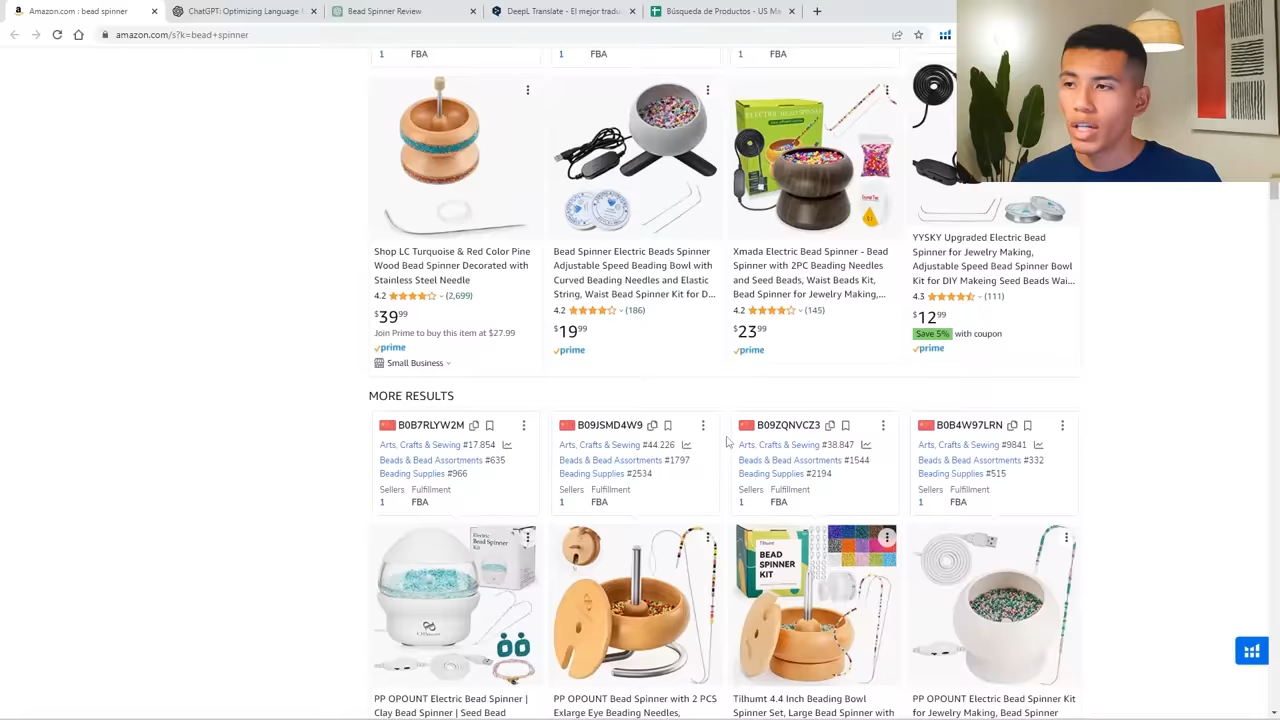 Amazon.com : bead spinner
ChatGPT: Optimizing Language
Bead Spinner Review
DeepL Translate - El mejor tradu
Búsqueda de Productos - US Ma
amazon.com/s?k=bead+spinner
1 FBA
1 FBA
1 FBA
ELECTRIC BEAD SPINNER
Shop LC Turquoise & Red Color Pine
Wood Bead Spinner Decorated with
Stainless Steel Needle
4.2 (2,699)
$3999
Join Prime to buy this item at $27.99
prime
Small Business
Bead Spinner Electric Beads Spinner
Adjustable Speed Beading Bowl with
Curved Beading Needles and Elastic
String, Waist Bead Spinner Kit for D...
4.2 (186)
$1999
prime
Xmada Electric Bead Spinner - Bead
Spinner with 2PC Beading Needles
and Seed Beads, Waist Beads Kit,
Bead Spinner for Jewelry Making,...
4.2 (145)
$2399
prime
YYSKY Upgraded Electric Bead
Spinner for Jewelry Making,
Adjustable Speed Bead Spinner Bowl
Kit for DIY Makeing Seed Beads Wai...
4.3 (111)
$1299
Save 5% with coupon
prime
MORE RESULTS
B0B7RLYW2M
Arts, Crafts & Sewing #17.854
Beads & Bead Assortments #635
Beading Supplies #966
Sellers Fulfillment
1 FBA
B09JSMD4W9
Arts, Crafts & Sewing #44.226
Beads & Bead Assortments #1797
Beading Supplies #2534
Sellers Fulfillment
1 FBA
B09ZQNVCZ3
Arts, Crafts & Sewing #38.847
Beads & Bead Assortments #1544
Beading Supplies #2194
Sellers Fulfillment
1 FBA
B0B4W97LRN
Arts, Crafts & Sewing #9841
Beads & Bead Assortments #332
Beading Supplies #515
Sellers Fulfillment
1 FBA
Electric
Bead Spinner
Kit
Tilhumt
BEAD
SPINNER
KIT
PP OPOUNT Electric Bead Spinner |
Clay Bead Spinner | Seed Bead
PP OPOUNT Bead Spinner with 2 PCS
Exlarge Eye Beading Needles,
Tilhumt 4.4 Inch Beading Bowl
Spinner Set, Large Bead Spinner with
PP OPOUNT Electric Bead Spinner Kit
for Jewelry Making, Bead Spinner